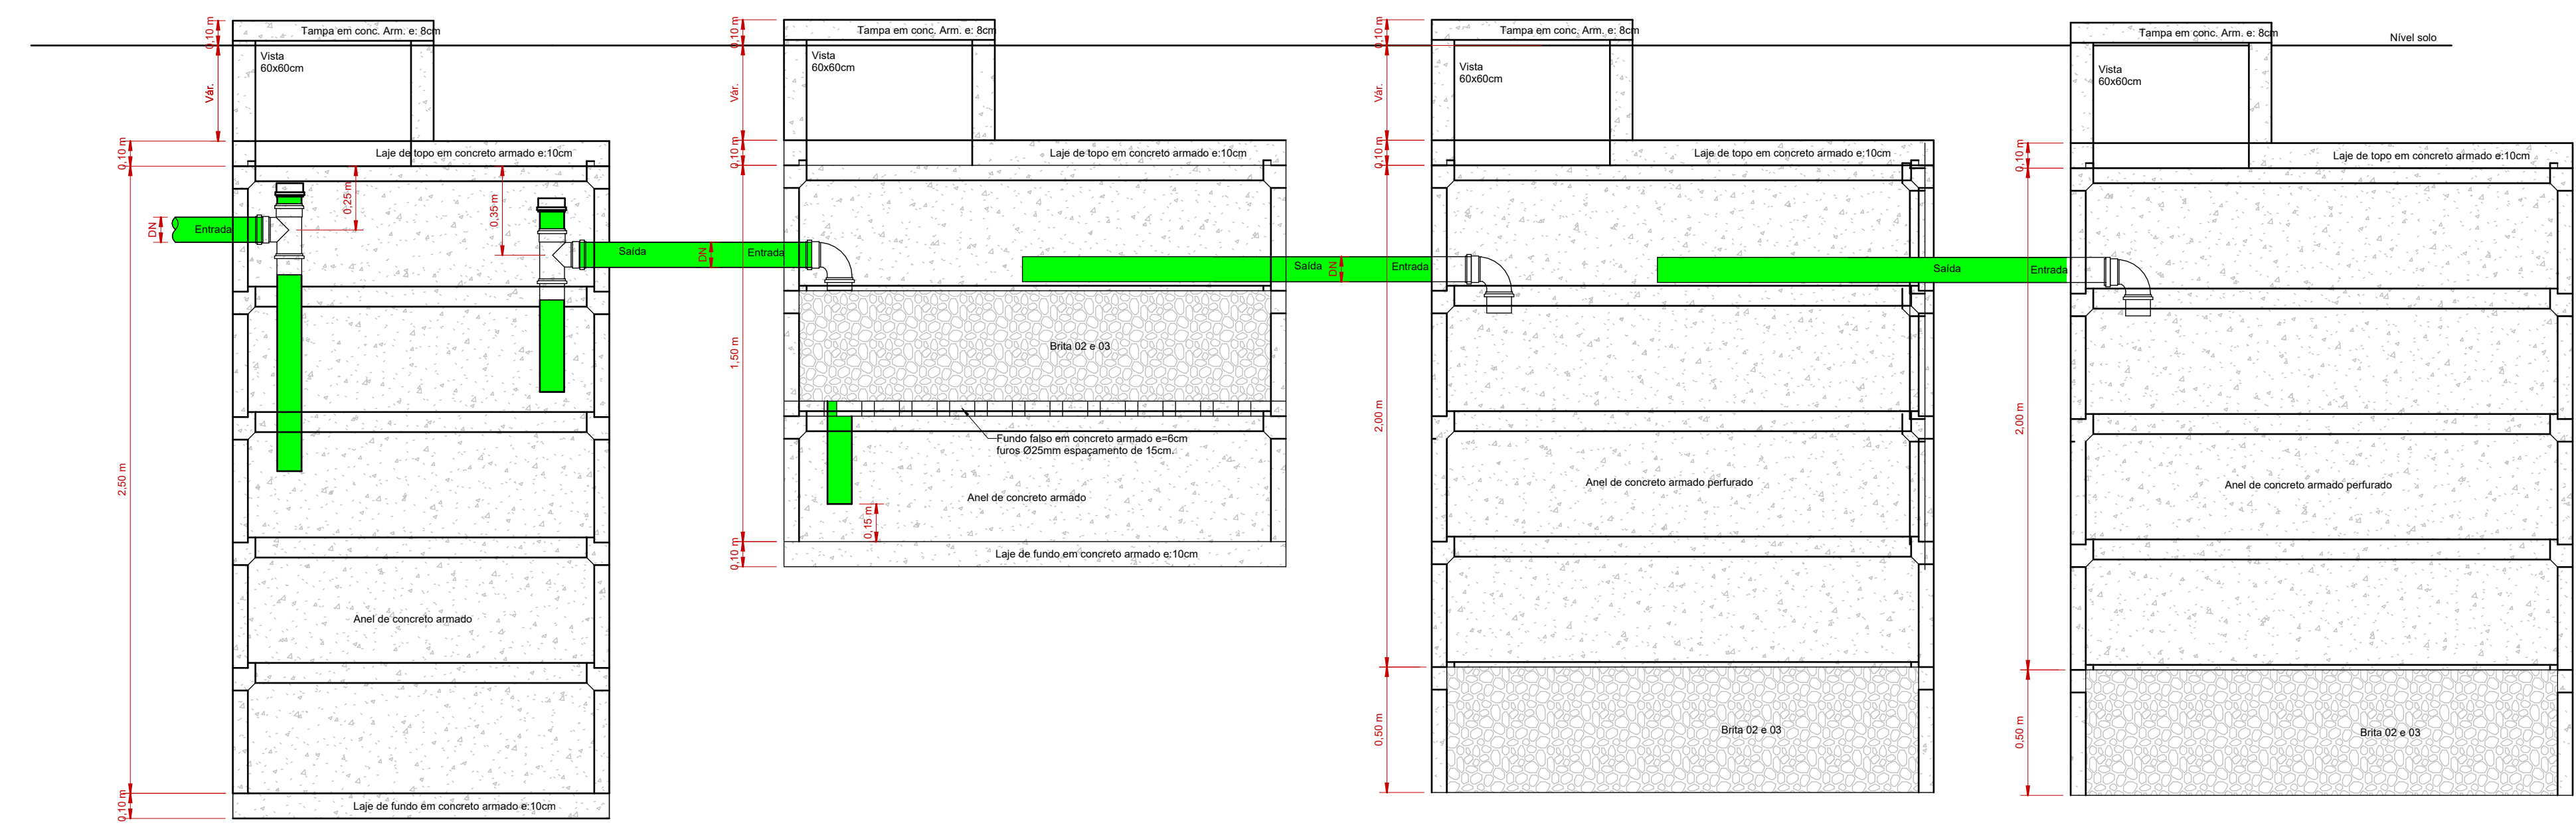 0,10 m
Tampa em conc. Arm. e: 8cm
Vista
60x60cm
Vár.
0,10 m
Laje de topo em concreto armado e:10cm
0,25 m
0,35 m
DN
Entrada
2,50 m
Anel de concreto armado
0,10 m
Laje de fundo em concreto armado e:10cm
Saída
DN
Entrada
0,10 m
Tampa em conc. Arm. e: 8cm
Vista
60x60cm
Vár.
0,10 m
Laje de topo em concreto armado e:10cm
1,50 m
Brita 02 e 03
Fundo falso em concreto armado e=6cm
furos Ø25mm espaçamento de 15cm.
Anel de concreto armado
0,15 m
0,10 m
Laje de fundo em concreto armado e:10cm
Saída
DN
Entrada
0,10 m
Tampa em conc. Arm. e: 8cm
Vista
60x60cm
Vár.
0,10 m
Laje de topo em concreto armado e:10cm
2,00 m
Anel de concreto armado perfurado
0,50 m
Brita 02 e 03
Saída
Entrada
Tampa em conc. Arm. e: 8cm
Nível solo
Vista
60x60cm
0,10 m
Laje de topo em concreto armado e:10cm
2,00 m
Anel de concreto armado perfurado
0,50 m
Brita 02 e 03